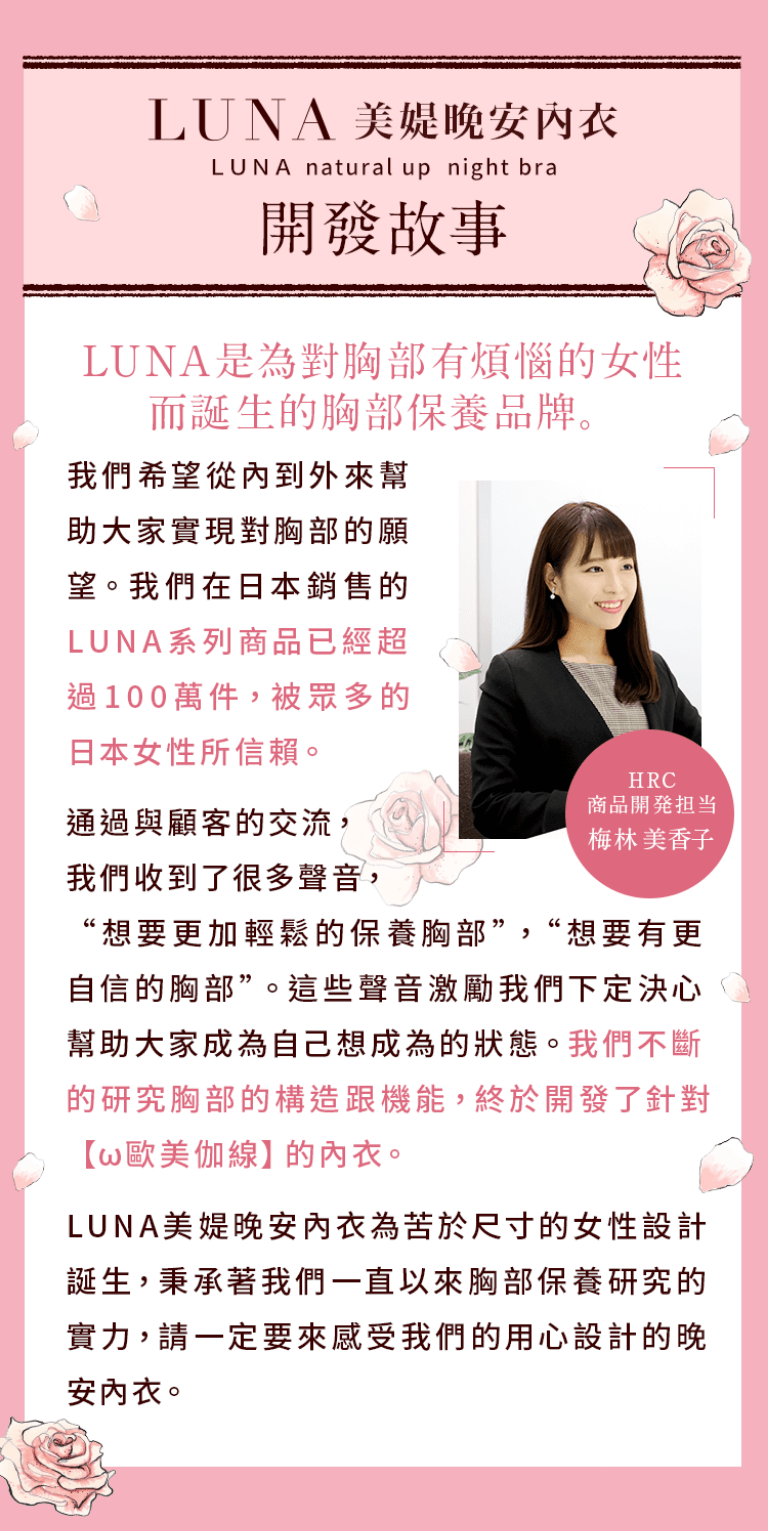 LUNA 美媞晚安內衣
LUNA natural up night bra
開發故事
LUNA是為對胸部有煩惱的女性
而誕生的胸部保養品牌。
我們希望從內到外來幫
助大家實現對胸部的願
望。我們在日本銷售的
LUNA系列商品已經超
過100萬件，被眾多的
日本女性所信賴。
HRC
商品開発担当
梅林 美香子
通過與顧客的交流，
我們收到了很多聲音，
“想要更加輕鬆的保養胸部”，“想要有更
自信的胸部”。這些聲音激勵我們下定決心
幫助大家成為自己想成為的狀態。我們不斷
的研究胸部的構造跟機能，終於開發了針對
【ω歐美伽線】的內衣。
LUNA美媞晚安內衣為苦於尺寸的女性設計
誕生，秉承著我們一直以來胸部保養研究的
實力，請一定要來感受我們的用心設計的晚
安內衣。